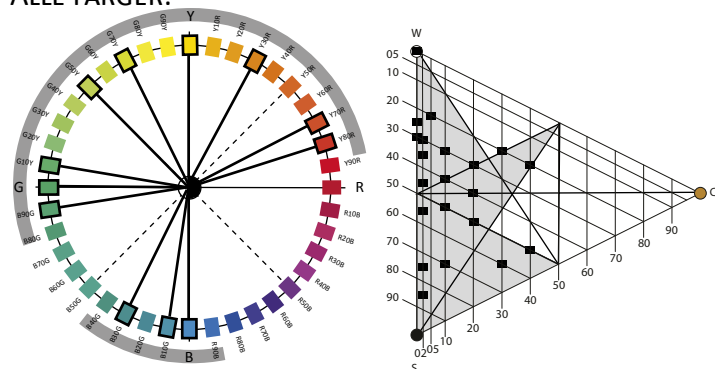 ALLE FARGER.
Y
G90Y
Y10R
G80Y
Y20R
G70Y
Y30R
G60Y
Y40R
G50Y
Y50R
G40Y
Y60R
G30Y
Y70R
G20Y
Y80R
G10Y
Y90R
G
R
B90G
R10B
B80G
R20B
B70G
R30B
B60G
R40B
B50G
R50B
B40G
R60B
B30G
R70B
B20G
R80B
B10G
R90B
B
W
05
10
20
30
40
50
60
70
80
90
C
90
80
70
60
50
40
30
20
10
05
02
S